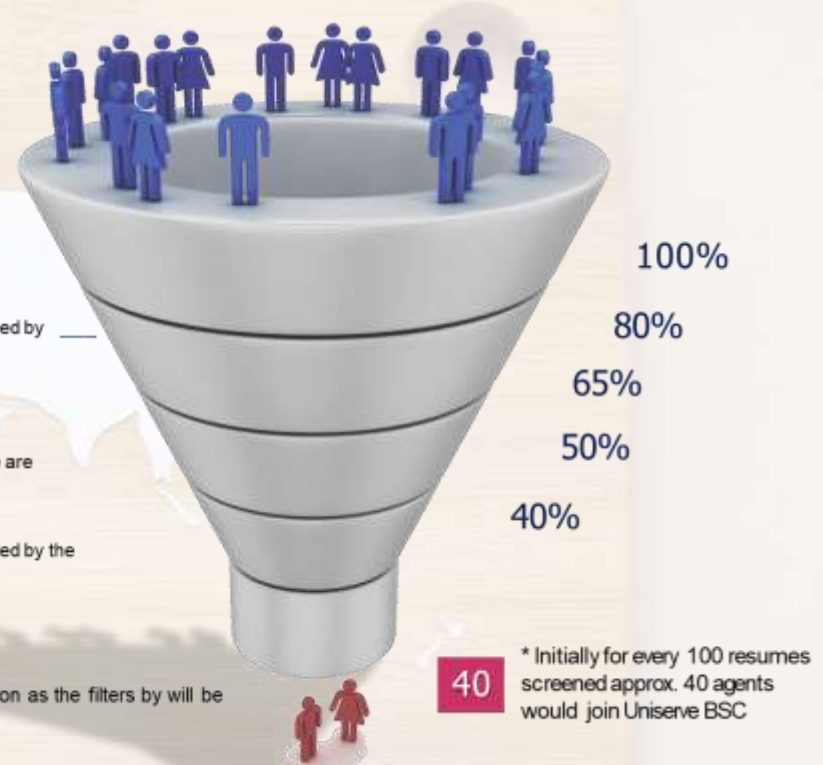 100%
ed by ___
80%
65%
are
50%
40%
ed by the
on as the filters by will be
40
* Initially for every 100 resumes
screened approx. 40 agents
would join Uniserve BSC